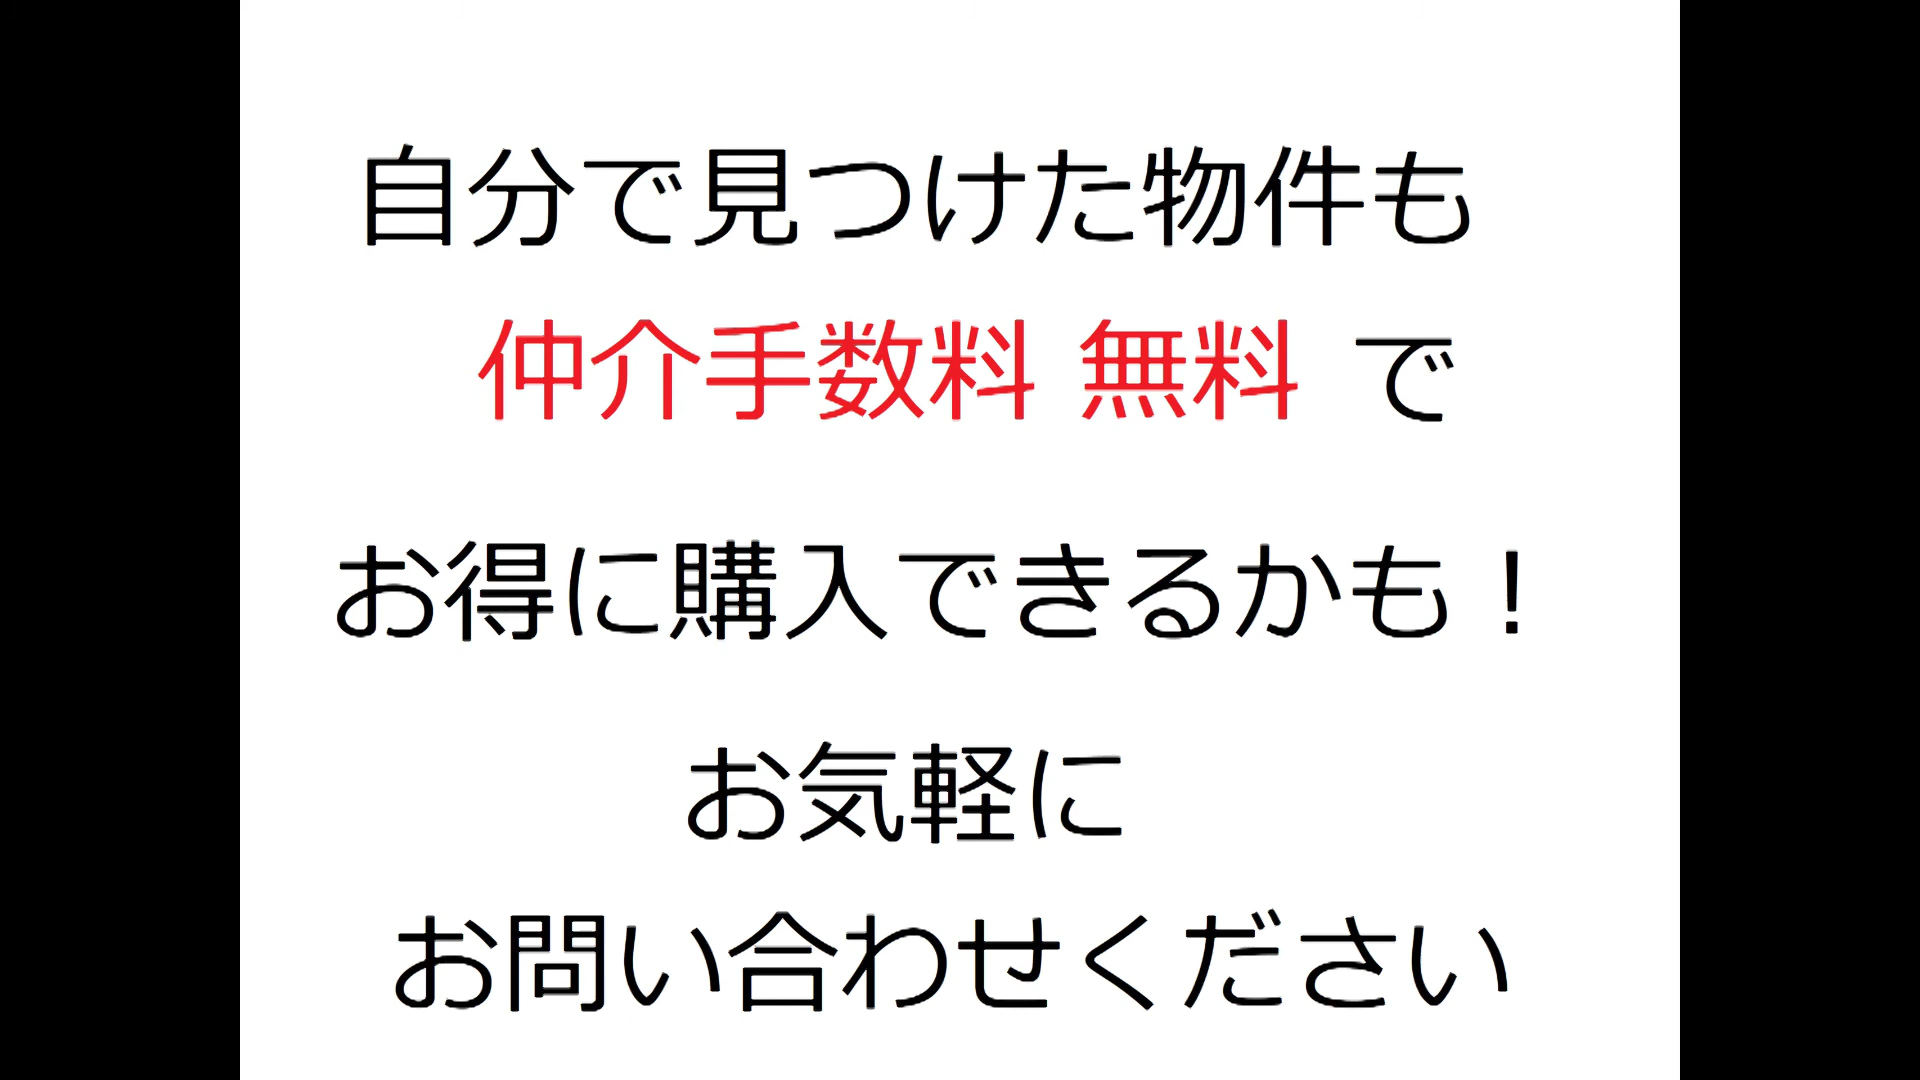 自分で見つけた物件も
仲介手数料 無料 で
お得に購入できるかも！
お気軽に
お問い合わせください